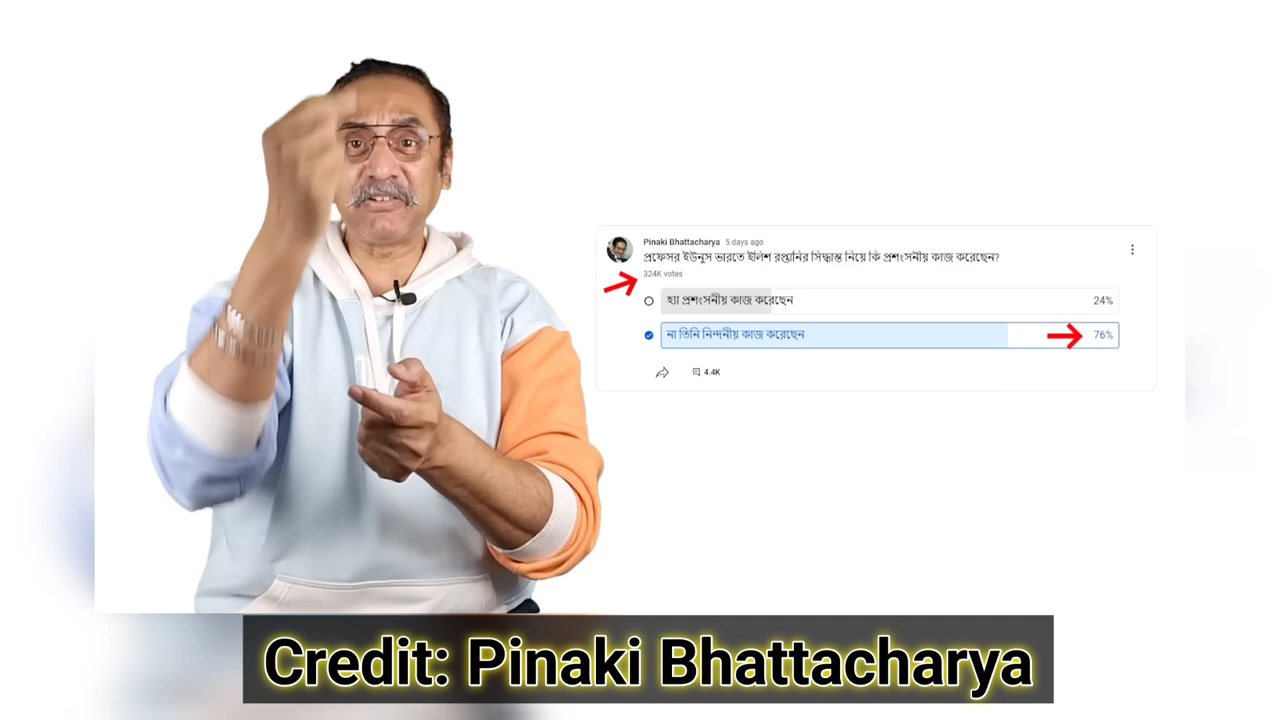 Pinaki Bhattacharya 5 days ago
প্রফেসর ইউনুস ভারতে ইলিশ রপ্তানির সিদ্ধান্ত নিয়ে কি প্রশংসনীয় কাজ করেছেন?
324K votes
হ্যা প্রশংসনীয় কাজ করেছেন 24%
না তিনি নিন্দনীয় কাজ করেছেন 76%
4.4K
Credit: Pinaki Bhattacharya